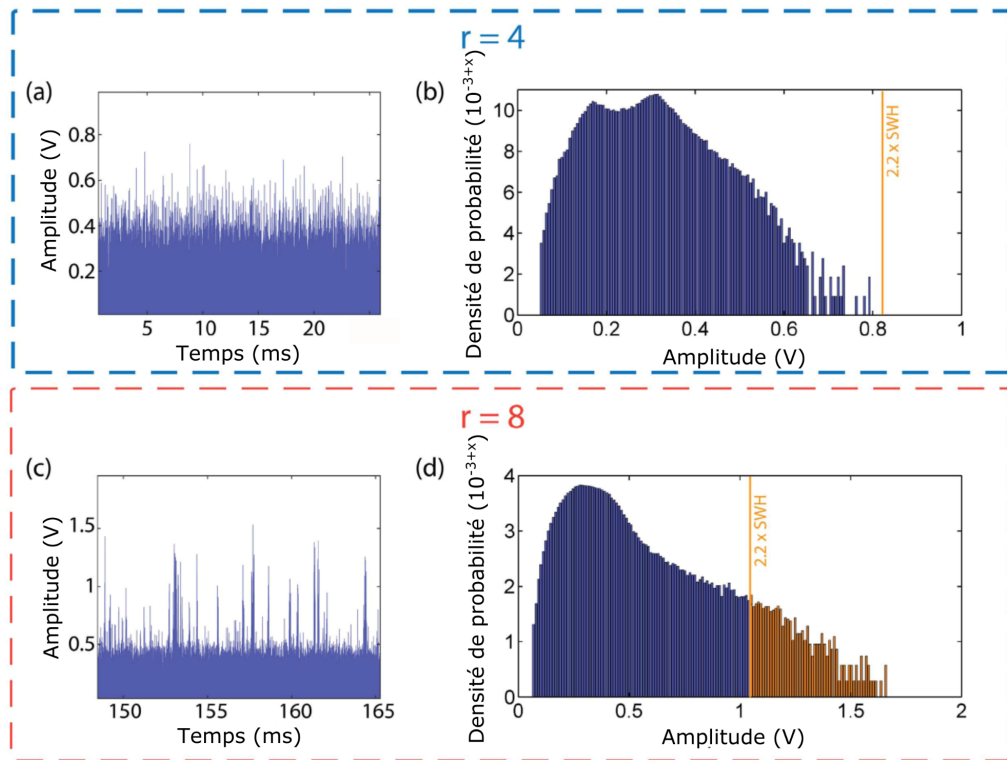 r = 4
(a)
Amplitude (V)
0.8
0.6
0.4
0.2
5
10
15
20
Temps (ms)
(b)
Densité de probabilité (10⁻³⁺ˣ)
10
8
6
4
2
0
2.2 x SWH
0
0.2
0.4
0.6
0.8
1
Amplitude (V)
r = 8
(c)
Amplitude (V)
1.5
1
0.5
150
155
160
165
Temps (ms)
(d)
Densité de probabilité (10⁻³⁺ˣ)
4
3
2
1
0
2.2 x SWH
0
0.5
1
1.5
2
Amplitude (V)